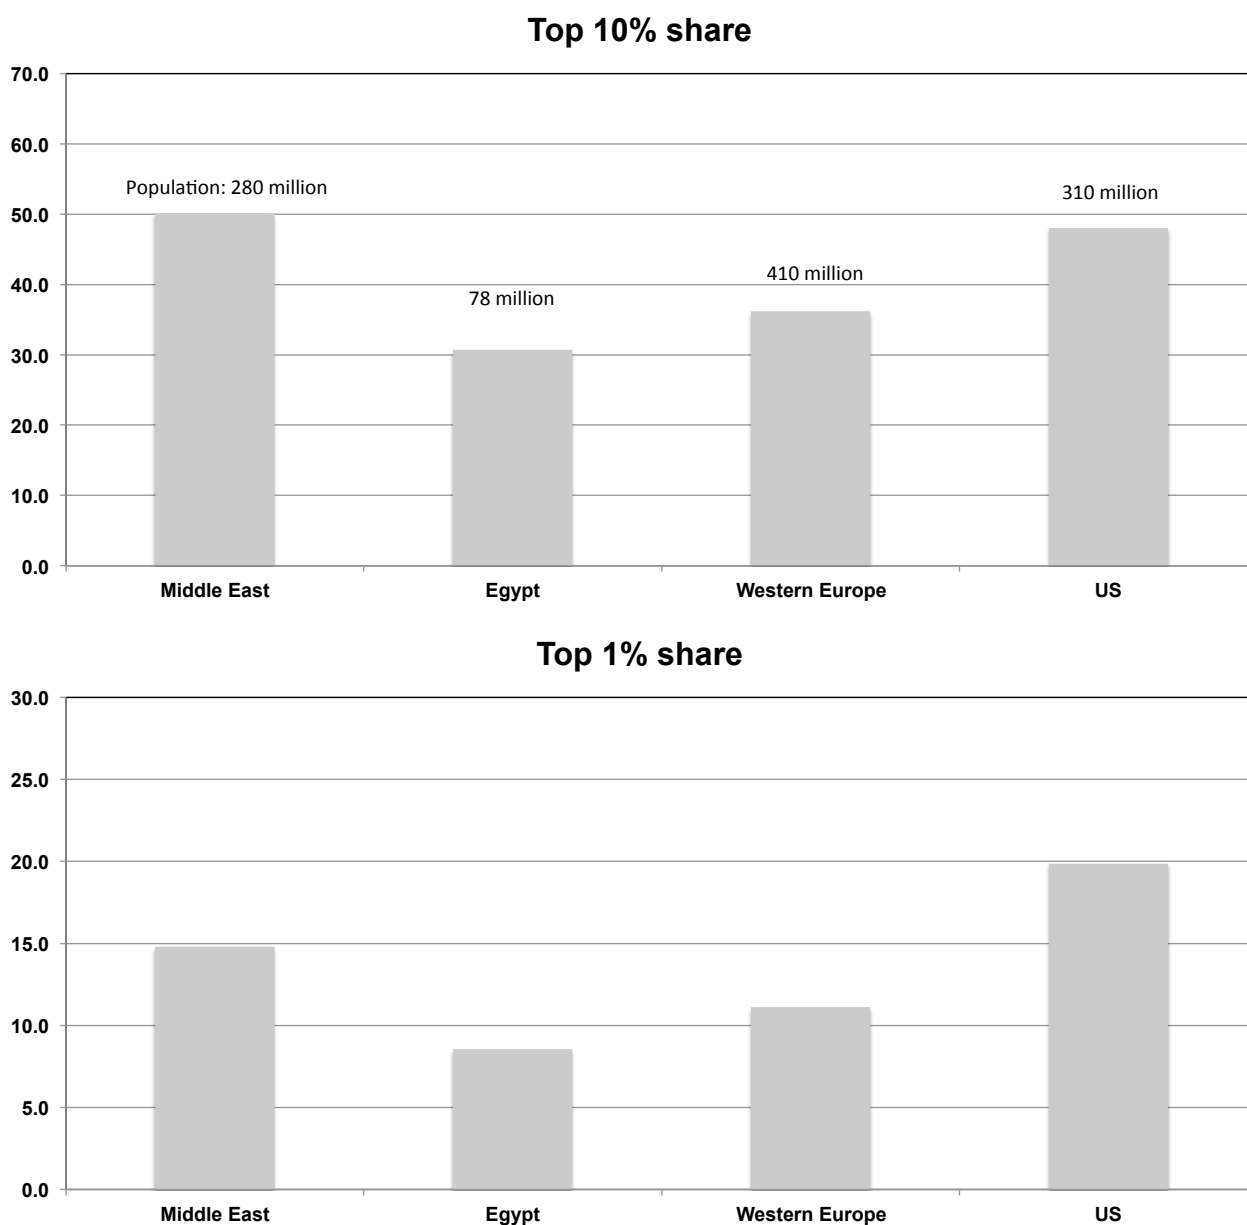 Top 10% share
70.0
60.0
Population: 280 million
310 million
50.0
410 million
40.0
78 million
30.0
20.0
10.0
0.0
Middle East Egypt Western Europe US
Top 1% share
30.0
25.0
20.0
15.0
10.0
5.0
0.0
Middle East Egypt Western Europe US